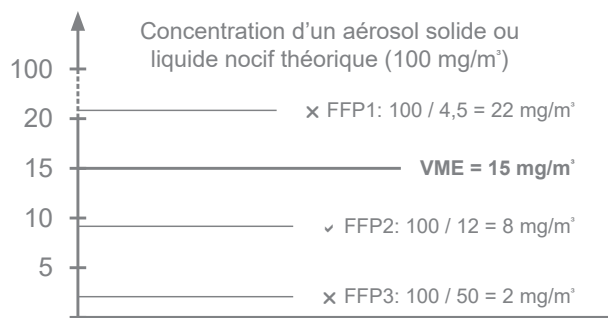 Concentration d’un aérosol solide ou
liquide nocif théorique (100 mg/m³)
100
× FFP1: 100 / 4,5 = 22 mg/m³
20
15
VME = 15 mg/m³
10
✓ FFP2: 100 / 12 = 8 mg/m³
5
× FFP3: 100 / 50 = 2 mg/m³